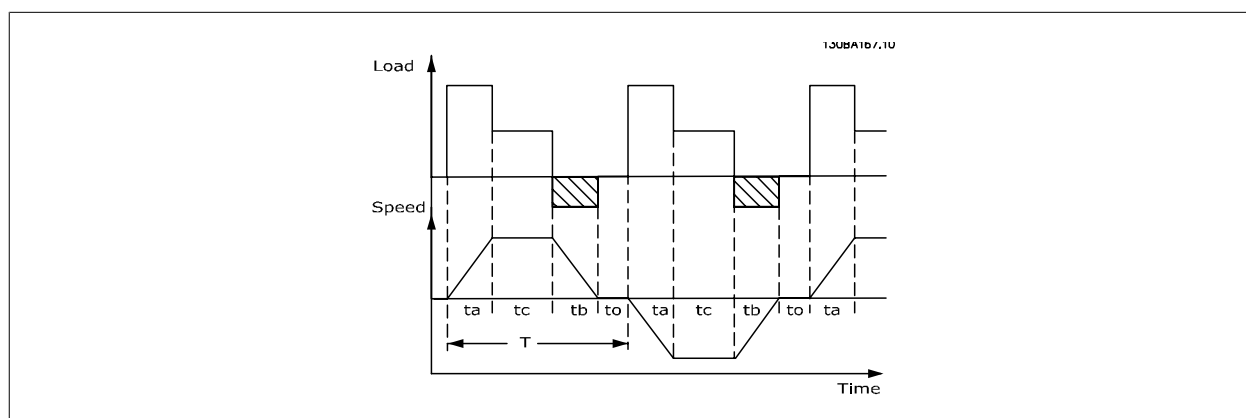 130BA167.10
Load
Speed
ta tc tb to ta tc tb to ta
T
Time